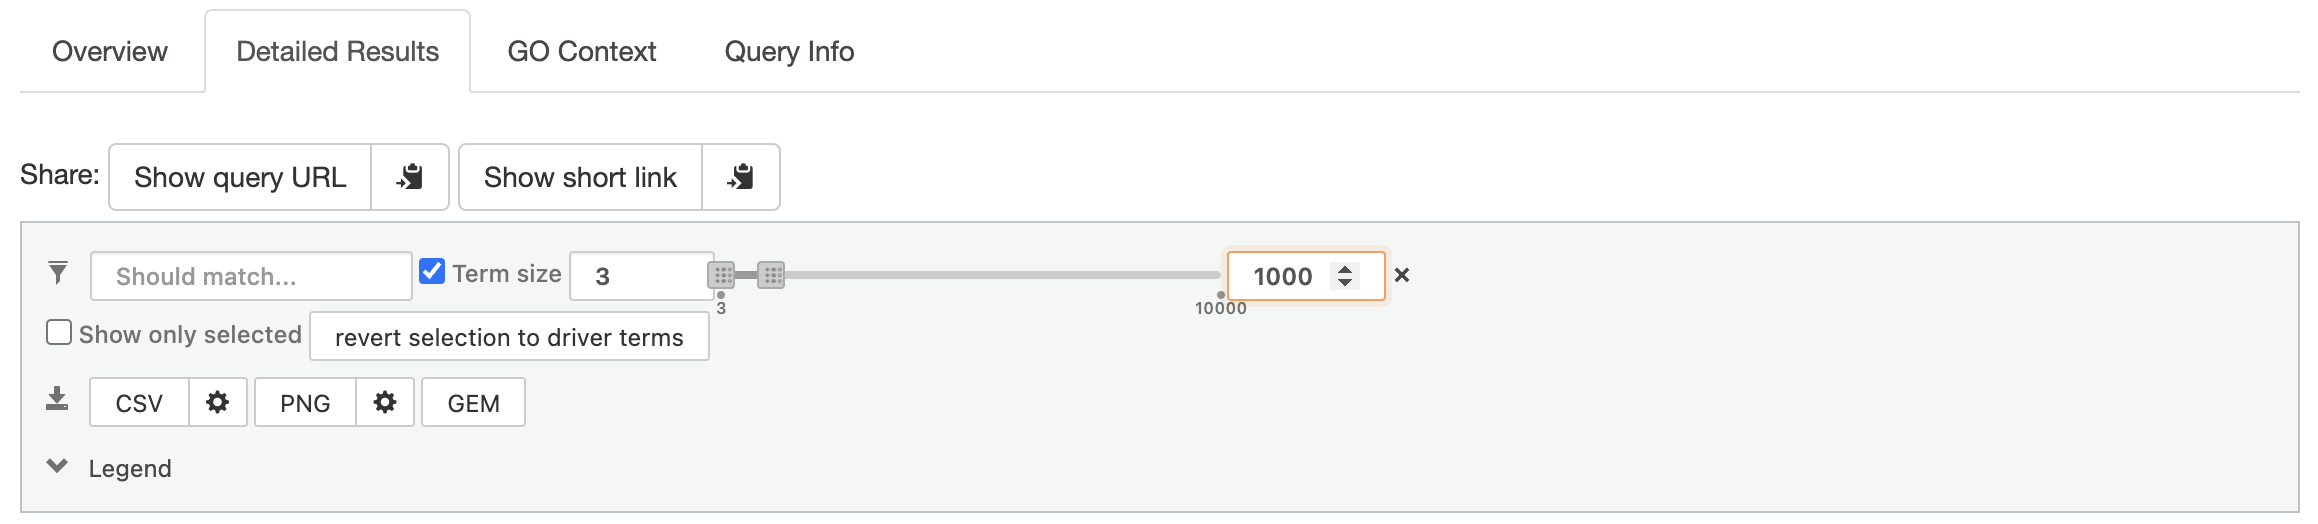 Overview Detailed Results GO Context Query Info
Share: Show query URL Show short link
Should match... Term size 3 1000
3 10000
Show only selected revert selection to driver terms
CSV PNG GEM
Legend